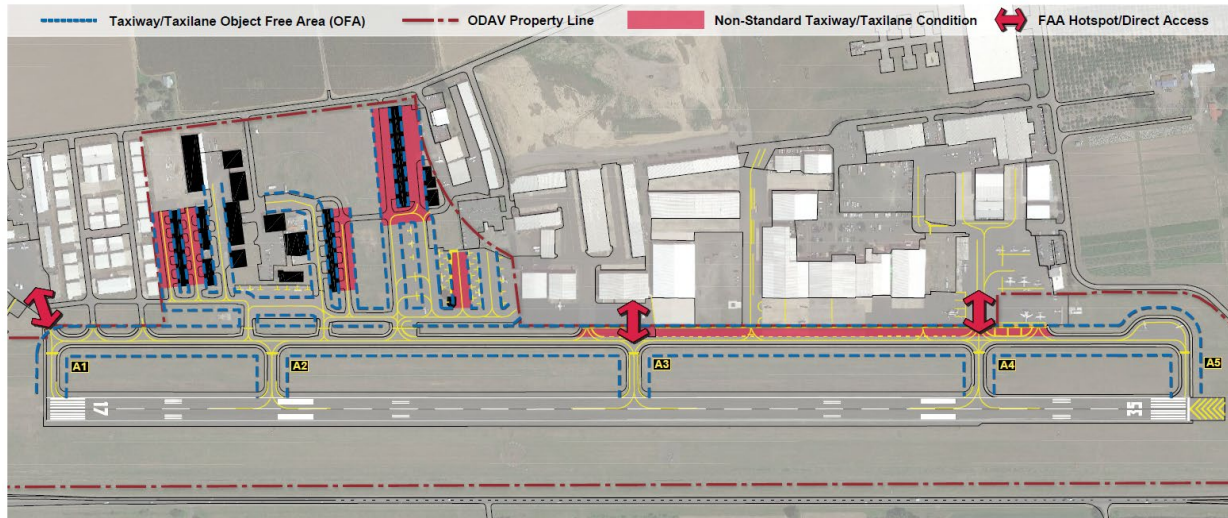 Taxiway/Taxilane Object Free Area (OFA) ODAV Property Line Non-Standard Taxiway/Taxilane Condition FAA Hotspot/Direct Access
A1 A2 A3 A4 A5
17 35